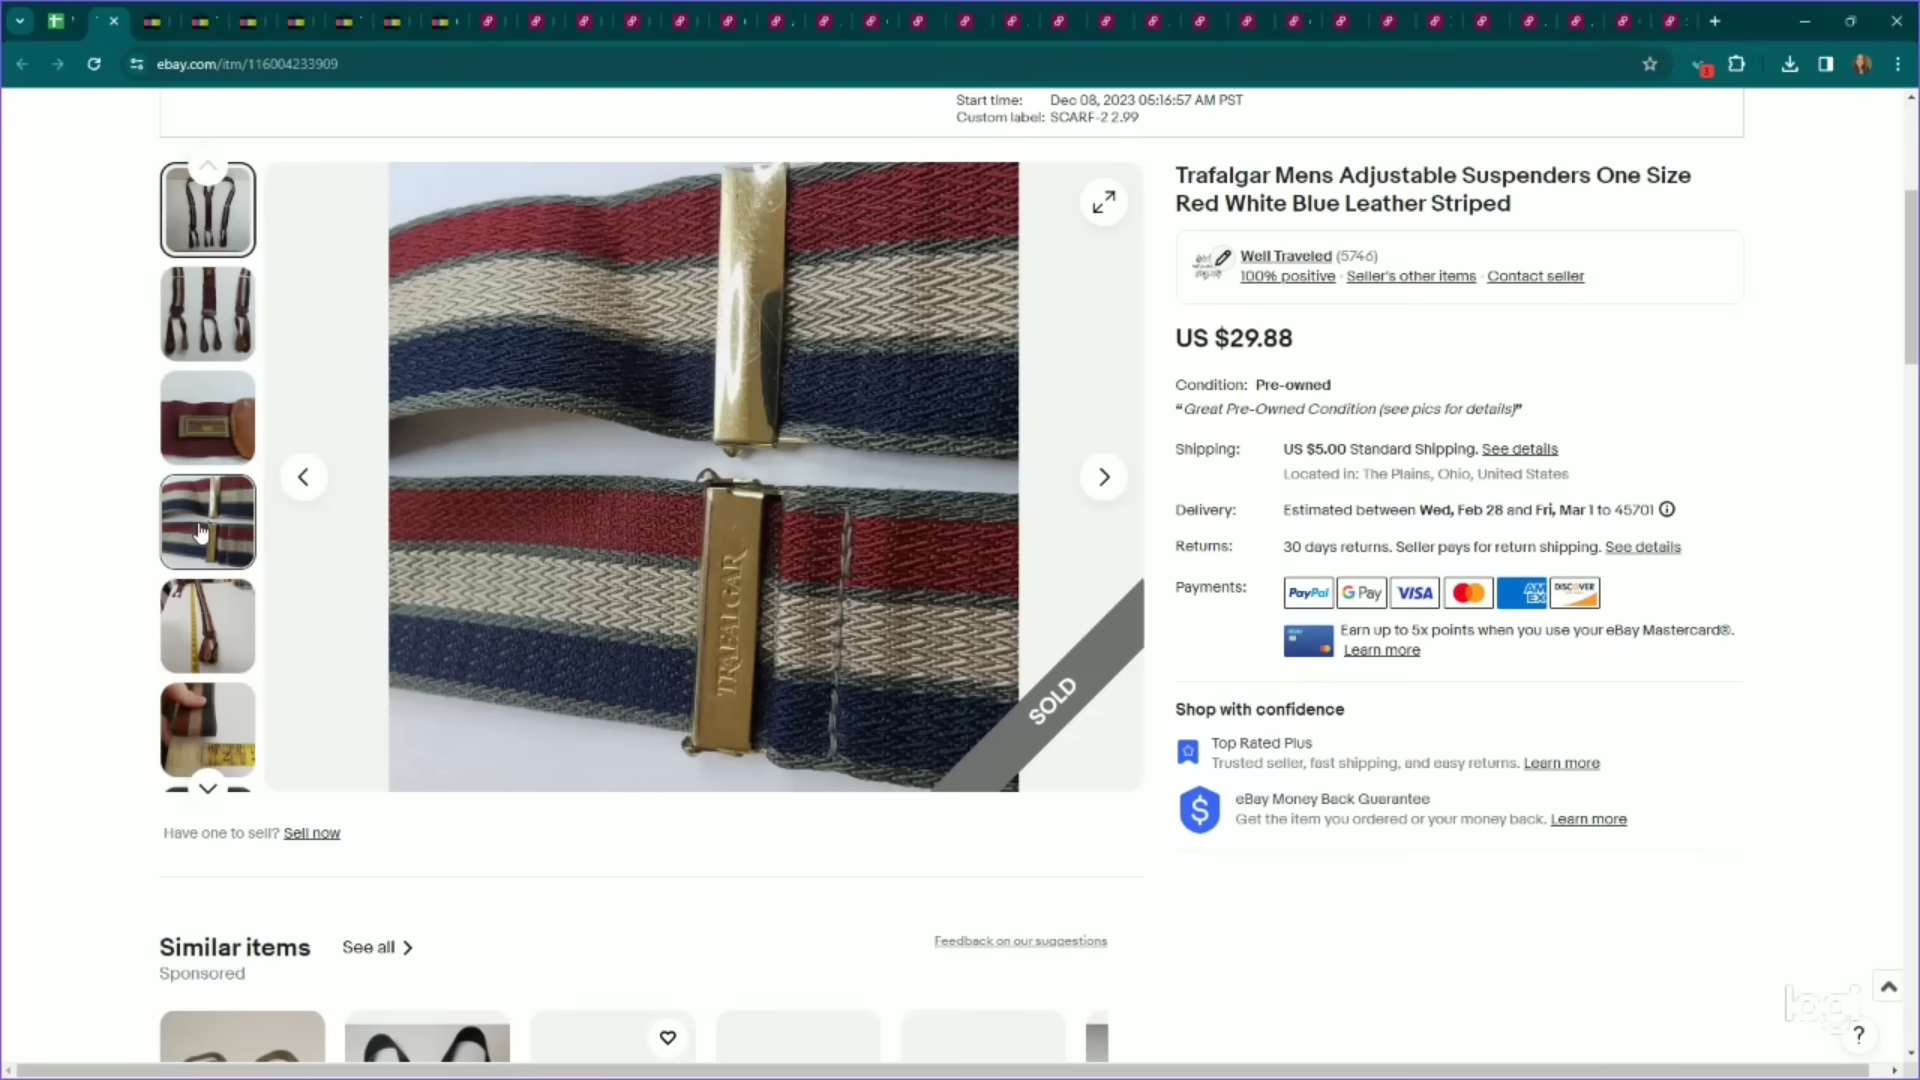 ebay.com/itm/116004233909
3
Start time: Dec 08, 2023 05:16:57 AM PST
Custom label: SCARF-2 2.99
Trafalgar Mens Adjustable Suspenders One Size
Red White Blue Leather Striped
Well Traveled (5746)
100% positive · Seller's other items · Contact seller
US $29.88
Condition: Pre-owned
“Great Pre-Owned Condition (see pics for details)”
Shipping: US $5.00 Standard Shipping. See details
Located in: The Plains, Ohio, United States
Delivery: Estimated between Wed, Feb 28 and Fri, Mar 1 to 45701
Returns: 30 days returns. Seller pays for return shipping. See details
Payments: PayPal G Pay VISA AM EX DISCOVER
Earn up to 5x points when you use your eBay Mastercard®.
Learn more
TRAFALGAR
SOLD
Shop with confidence
Top Rated Plus
Trusted seller, fast shipping, and easy returns. Learn more
eBay Money Back Guarantee
Get the item you ordered or your money back. Learn more
Have one to sell? Sell now
Similar items See all
Feedback on our suggestions
Sponsored
logi
?